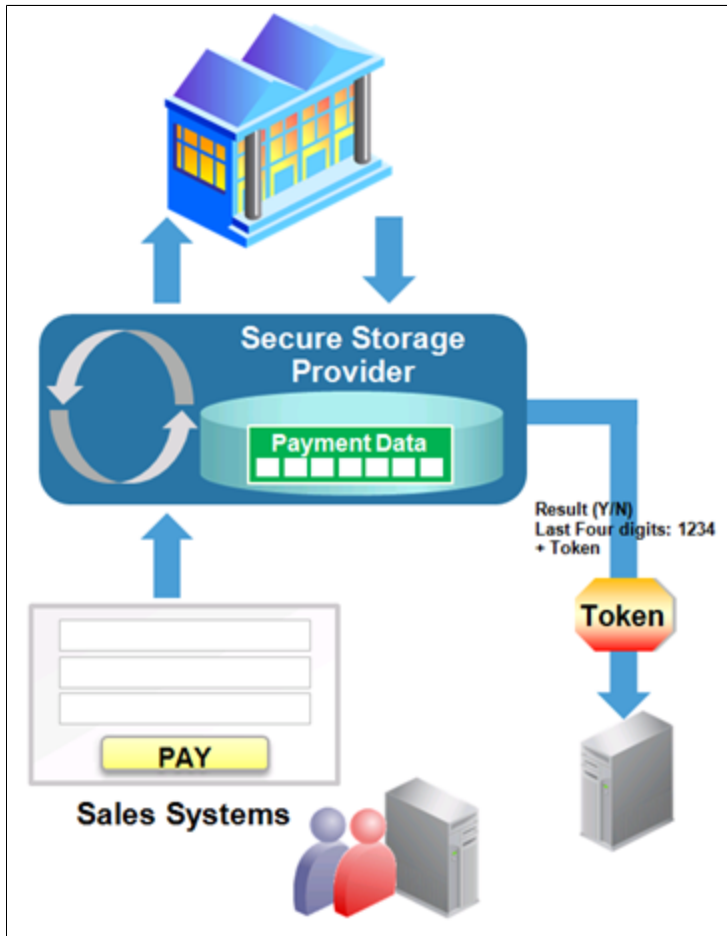 Secure Storage
Provider
Payment Data
Result (Y/N)
Last Four digits: 1234
+ Token
Token
PAY
Sales Systems